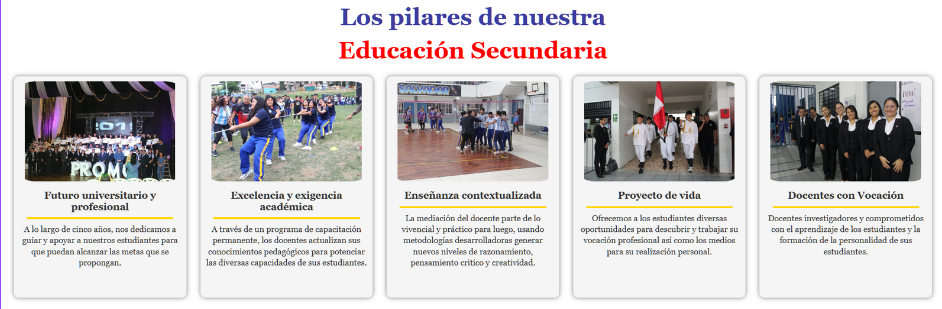 Los pilares de nuestra
Educación Secundaria
PROMO
SALVADOR
Futuro universitario y
profesional
A lo largo de cinco años, nos dedicamos a
guiar y apoyar a nuestros estudiantes para
que puedan alcanzar las metas que se
propongan.
Excelencia y exigencia
académica
A través de un programa de capacitación
permanente, los docentes actualizan sus
conocimientos pedagógicos para potenciar
las diversas capacidades de sus estudiantes.
Enseñanza contextualizada
La mediación del docente parte de lo
vivencial y práctico para luego, usando
metodologías desarrolladoras generar
nuevos niveles de razonamiento,
pensamiento crítico y creatividad.
Proyecto de vida
Ofrecemos a los estudiantes diversas
oportunidades para descubrir y trabajar su
vocación profesional así como los medios
para su realización personal.
Docentes con Vocación
Docentes investigadores y comprometidos
con el aprendizaje de los estudiantes y la
formación de la personalidad de sus
estudiantes.